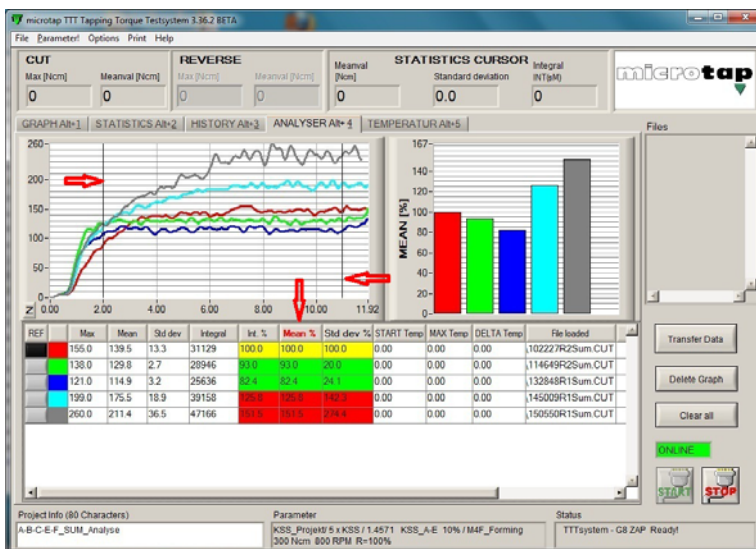 microtap TTT Tapping Torque Testsystem 3.36.2 BETA
File Parameter! Options Print Help
CUT
Max [Ncm] Meanval [Ncm]
0 0
REVERSE
Max [Ncm] Meanval [Ncm]
0 0
STATISTICS CURSOR
Meanval [Ncm] Standard deviation Integral INT(pM)
0 0.0 0
microtap
GRAPH Alt+1 STATISTICS Alt+2 HISTORY Alt+3 ANALYSER Alt+4 TEMPERATUR Alt+5
Files
260
200
150
100
50
0
Z 0.00 2.00 4.00 6.00 8.00 10.00 11.92
MEAN [%]
167
140
120
100
80
60
40
20
0
REF Max Mean Std dev Integral Int. % Mean % Std dev % START Temp MAX Temp DELTA Temp File loaded
155.0 139.5 13.3 31129 100.0 100.0 100.0 0.00 0.00 0.00 ,102227R2Sum.CUT
138.0 129.8 2.7 28946 93.0 93.0 20.0 0.00 0.00 0.00 ,114649R2Sum.CUT
121.0 114.9 3.2 25636 82.4 82.4 24.1 0.00 0.00 0.00 ,132848R1Sum.CUT
199.0 175.5 18.9 39158 125.8 125.8 142.3 0.00 0.00 0.00 ,145009R1Sum.CUT
260.0 211.4 36.5 47166 151.5 151.5 274.4 0.00 0.00 0.00 ,150550R1Sum.CUT
Transfer Data
Delete Graph
Clear all
ONLINE
START STOP
Project Info (80 Characters)
A-B-C-E-F_SUM_Analyse
Parameter
KSS_Projekt/ 5 x KSS / 1.4571 KSS_A-E 10% / M4F_Forming
300 Ncm 800 RPM R=100%
Status
TTTsystem - G8 ZAP Ready!